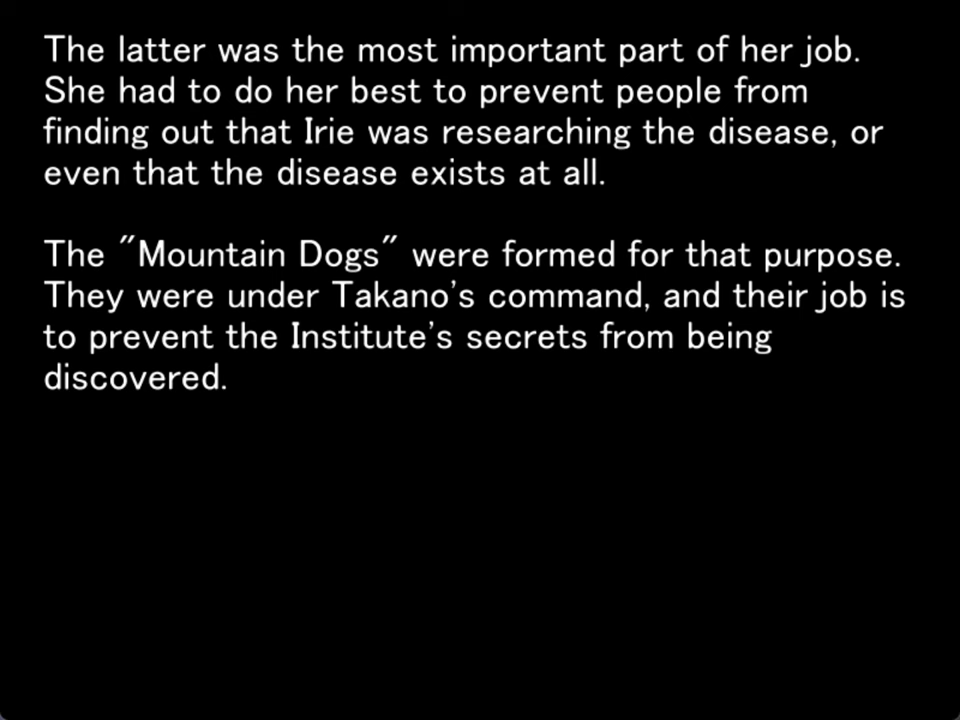 The latter was the most important part of her job.
She had to do her best to prevent people from
finding out that Irie was researching the disease, or
even that the disease exists at all.
The "Mountain Dogs" were formed for that purpose.
They were under Takano's command, and their job is
to prevent the Institute's secrets from being
discovered.